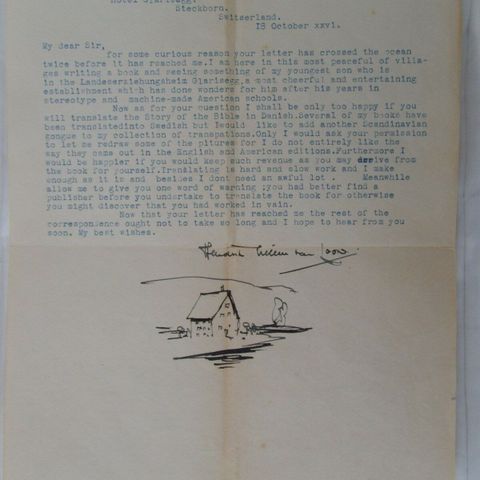 Hotel Glarisegg.
Steckborn.
Switzerland.
18 October xxvi.
My dear Sir,
for some curious reason your letter has crossed the ocean
twice before it has reached me.I am here in this most peaceful of villa-
ges writing a book and seeing something of my youngest son who is
in the Landeserziehungsheim Glarisegg,a most cheerful and entertaining
establishment which has done wonders for him after his years in
stereotype and machine-made American schools.
Now as for your question I shall be only too happy if you
will translate the Story of the Bible in Danish.Several of my books have
been translatedinto Swedish but Iwould like to add another Scandinavian
tongue to my collection of transpations.Only I would ask your permission
to let me redraw some of the pitures for I do not entirely like the
way they came out in the English and American editions.Furthermore I
would be happier if you would keep such revenue as you may derive from
the book for yourself.Translating is hard and slow work and I make
enough as it is and besides I don need an awful lot . Meanwhile
allow me to give you one word of warning ;you had better find a
publisher before you undertake to translate the book for otherwise
you might discover that you had worked in vain.
Now that your letter has reached me the rest of the
correspondence ought not to take so long and I hope to hear from you
soon. My best wishes.
Hendrik Willem van Loon